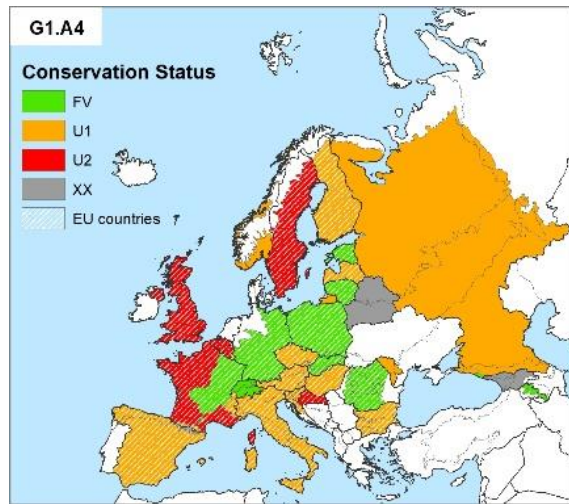 G1.A4
Conservation Status
FV
U1
U2
XX
EU countries